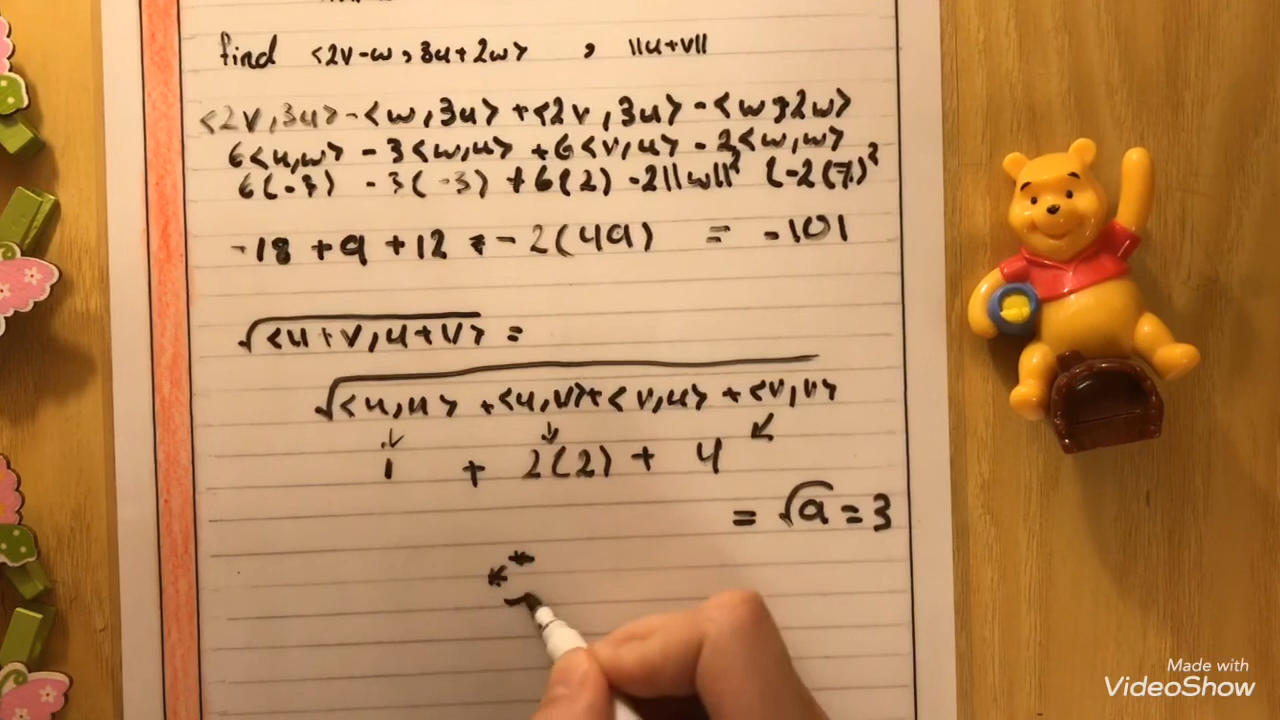 find <2v-w, 3u+2w> , ||u+v||
<2v,3u> - <w,3u> + <2v,3u> - <w,2w>
6<u,w> - 3<w,u> + 6<v,u> - 2<w,w>
6(-3) -3(-3) +6(2) -2||w||² (-2(7)²
-18 + 9 + 12 - 2(49) = -101
√<u+v,u+v> =
√<u,u> + <u,v> + <v,u> + <v,v>
1 + 2(2) + 4
= √9 = 3
Made with
VideoShow